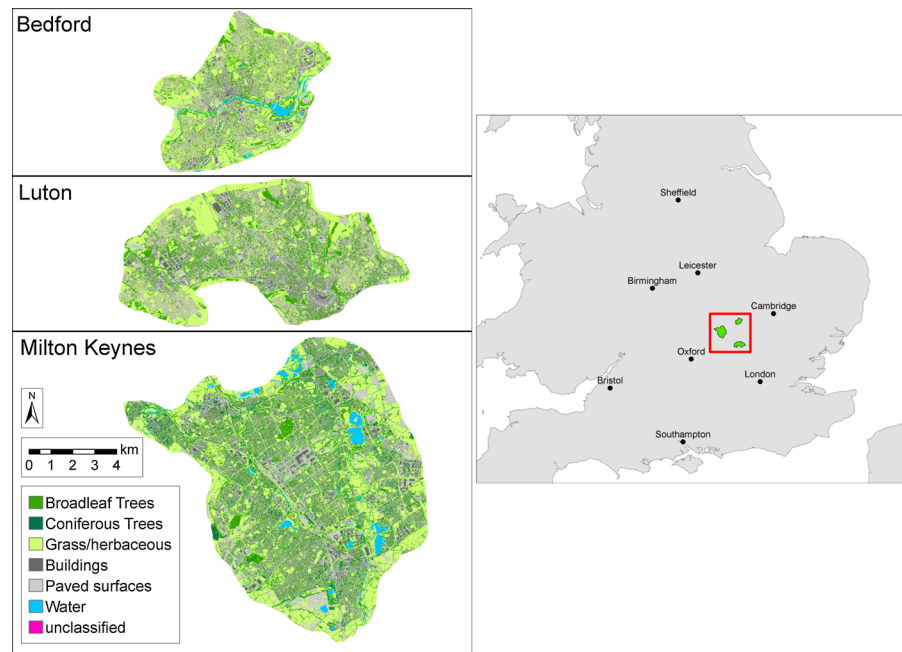 Bedford
Luton
Milton Keynes
N
km
0 1 2 3 4
Broadleaf Trees
Coniferous Trees
Grass/herbaceous
Buildings
Paved surfaces
Water
unclassified
Sheffield
Leicester
Birmingham
Cambridge
Oxford
London
Bristol
Southampton